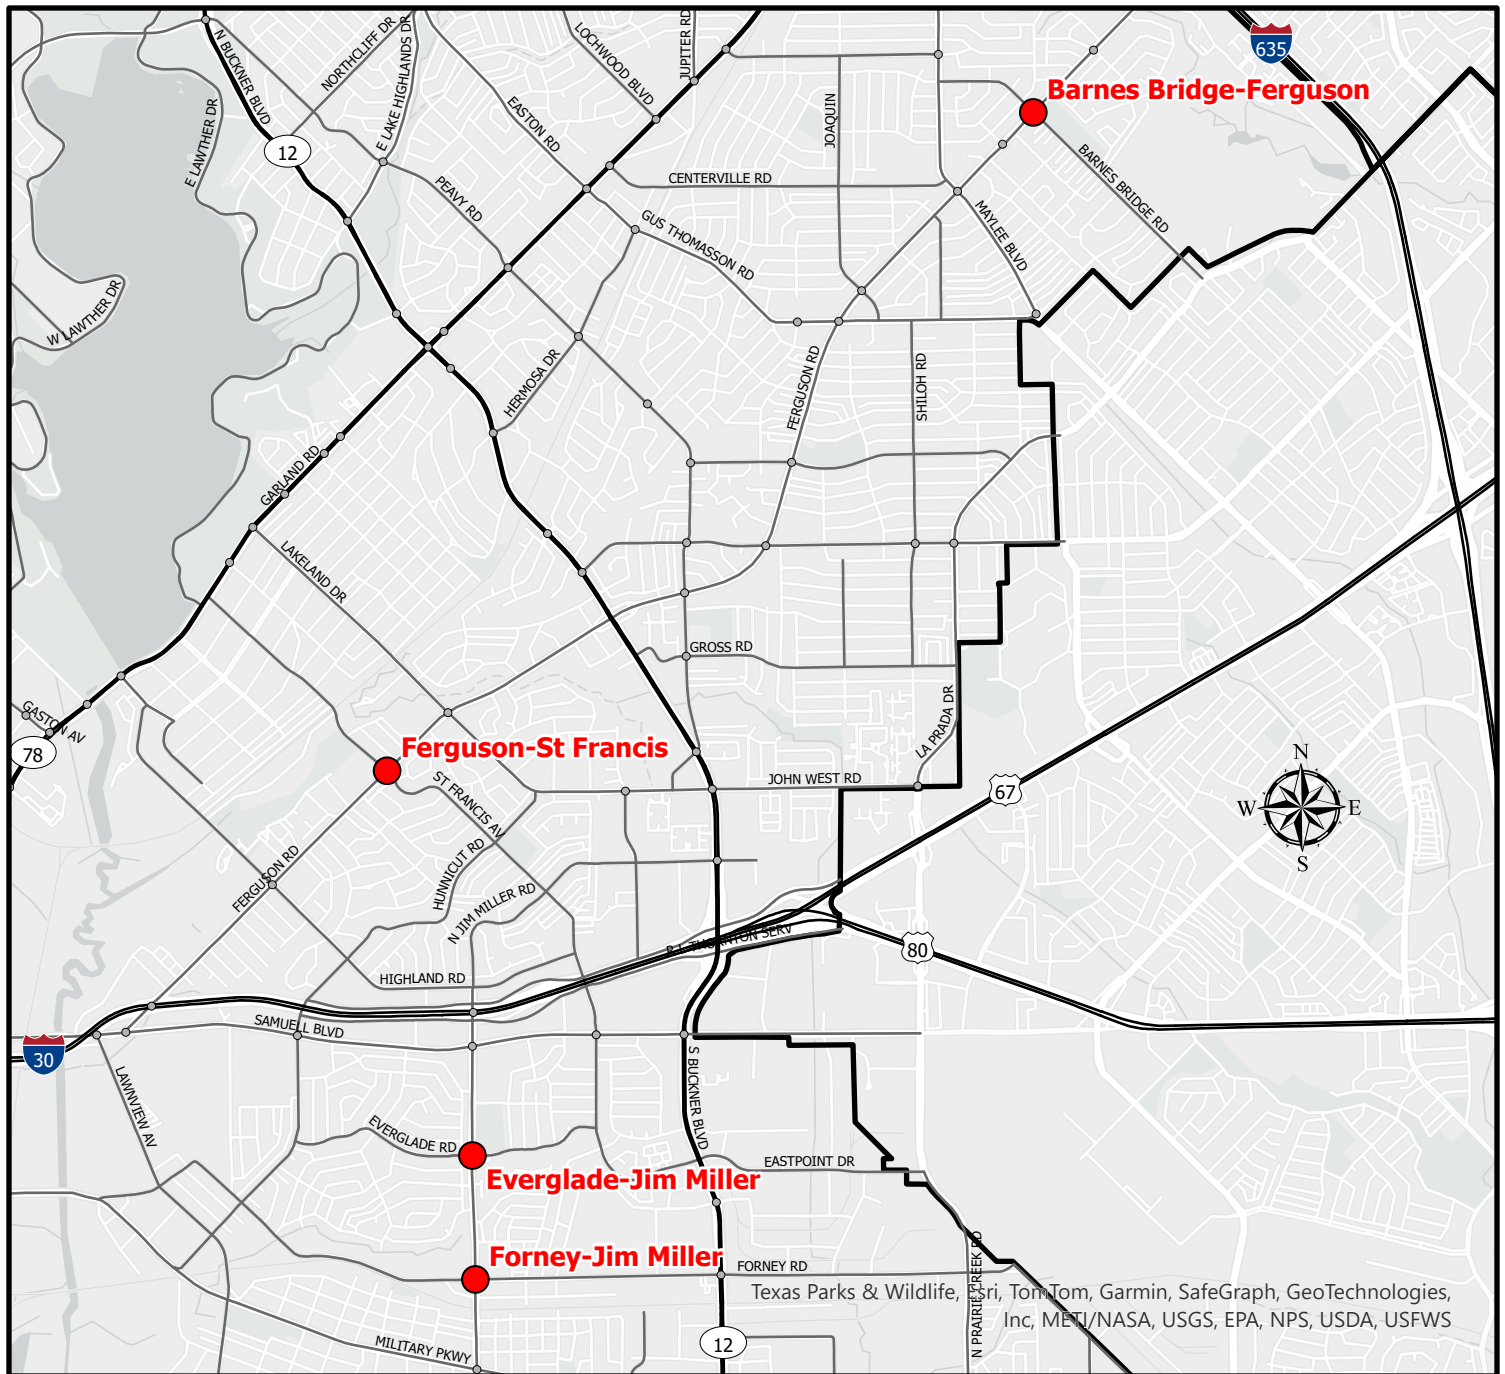 N BUCKNER BLVD
NORTHCLIFF DR
E LAKE HIGHLANDS DR
LOCHWOOD BLVD
JUPITER RD
635
Barnes Bridge-Ferguson
E LAWTHER DR
12
EASTON RD
JOAQUIN
BARNES BRIDGE RD
CENTERVILLE RD
PEAVY RD
GUS THOMASSON RD
MAYLEE BLVD
W LAWTHER DR
HERMOSA DR
FERGUSON RD
SHILOH RD
GARLAND RD
LAKELAND DR
GROSS RD
LA PRADA DR
GASTON AV
78
Ferguson-St Francis
ST FRANCIS AV
JOHN WEST RD
67
N
W
E
S
HUNNICUT RD
FERGUSON RD
N JIM MILLER RD
R L THORNTON SERV
80
HIGHLAND RD
SAMUELL BLVD
30
LAWNVIEW AV
S BUCKNER BLVD
EVERGLADE RD
EASTPOINT DR
Everglade-Jim Miller
Forney-Jim Miller
FORNEY RD
N PRAIRIE CREEK RD
MILITARY PKWY
12
Texas Parks & Wildlife, Esri, TomTom, Garmin, SafeGraph, GeoTechnologies,
Inc, METI/NASA, USGS, EPA, NPS, USDA, USFWS